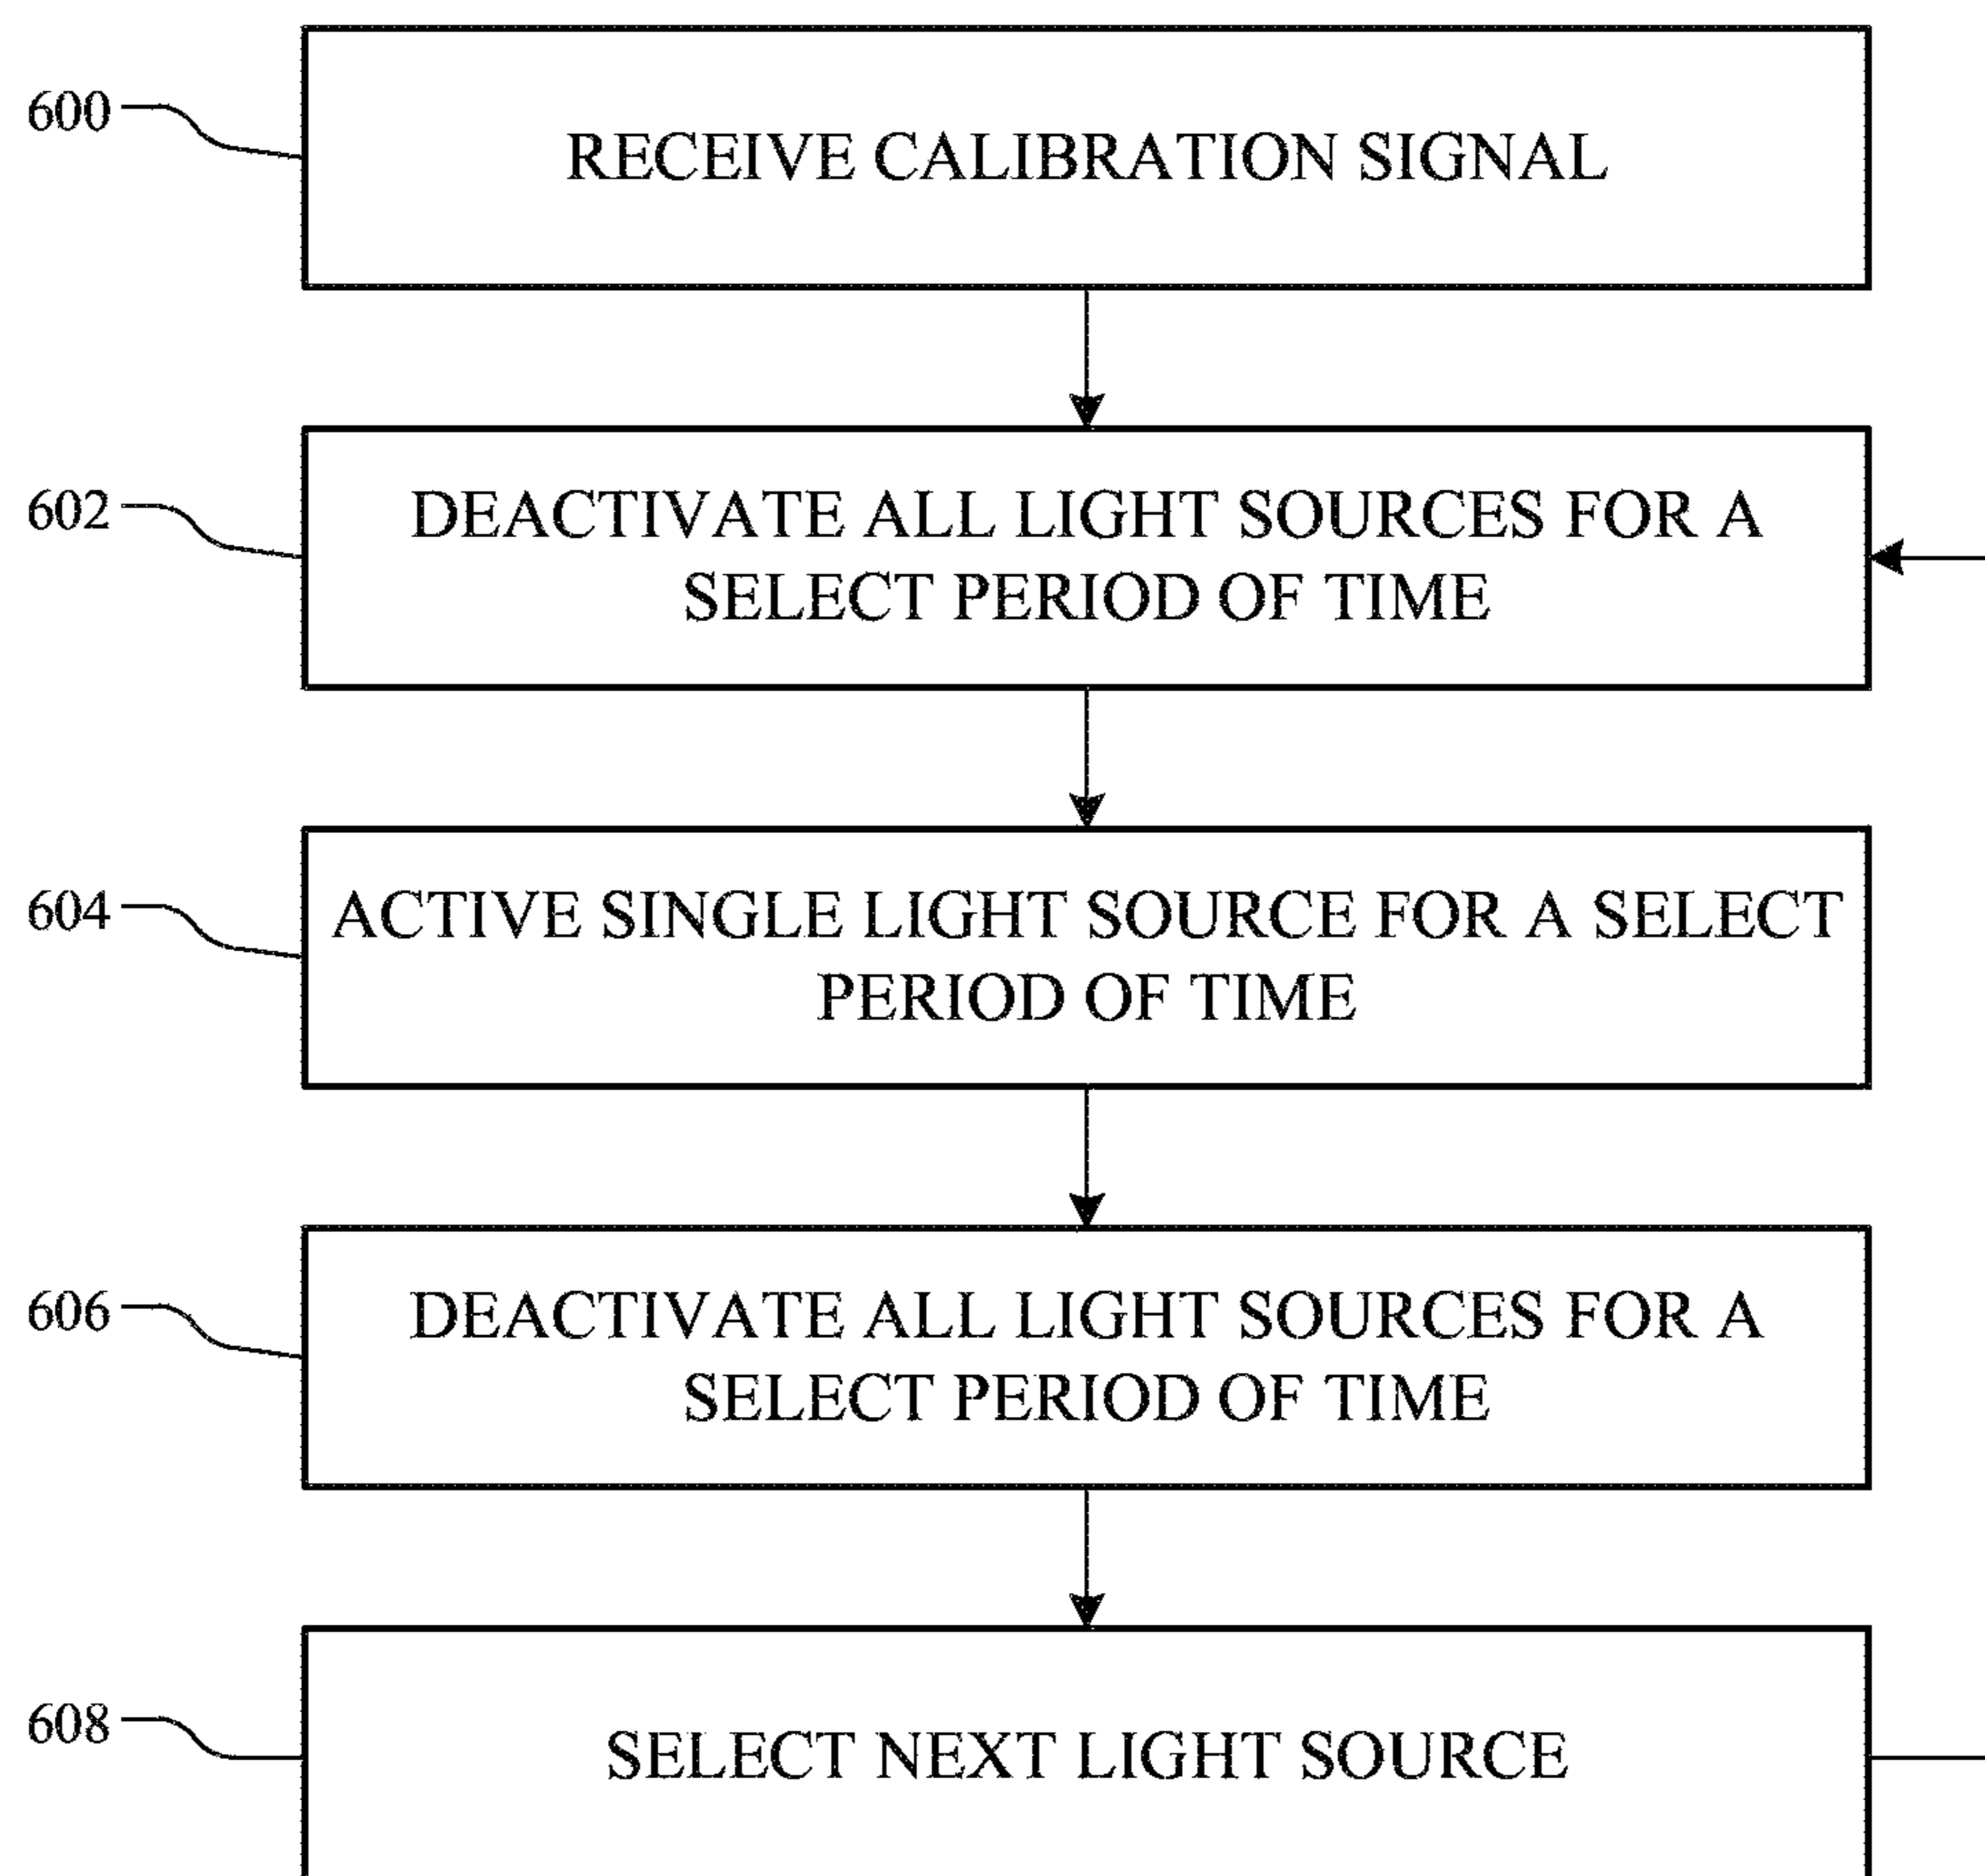 600
RECEIVE CALIBRATION SIGNAL
602
DEACTIVATE ALL LIGHT SOURCES FOR A
SELECT PERIOD OF TIME
604
ACTIVE SINGLE LIGHT SOURCE FOR A SELECT
PERIOD OF TIME
606
DEACTIVATE ALL LIGHT SOURCES FOR A
SELECT PERIOD OF TIME
608
SELECT NEXT LIGHT SOURCE